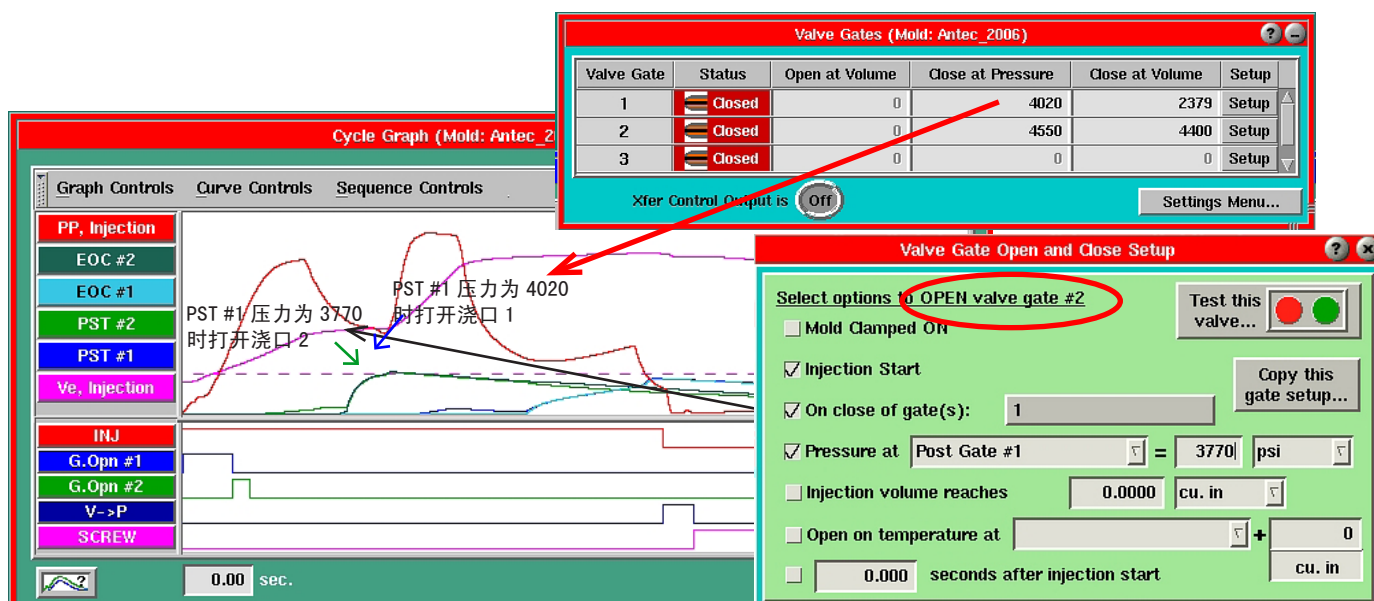 Valve Gates (Mold: Antec_2006)
Valve Gate Status Open at Volume Close at Pressure Close at Volume Setup
1 Closed 0 4020 2379 Setup
2 Closed 0 4550 4400 Setup
3 Closed 0 0 0 Setup
Xfer Control Output is Off Settings Menu...
Cycle Graph (Mold: Antec_2
Graph Controls Curve Controls Sequence Controls
PP, Injection
EOC #2
EOC #1
PST #2
PST #1
Ve, Injection
PST #1 压力为 3770
时打开浇口 2
PST #1 压力为 4020
时打开浇口 1
INJ
G.Opn #1
G.Opn #2
V->P
SCREW
0.00 sec.
Valve Gate Open and Close Setup
Select options to OPEN valve gate #2
Test this
valve...
Mold Clamped ON
Injection Start
Copy this
gate setup...
On close of gate(s): 1
Pressure at Post Gate #1 = 3770 psi
Injection volume reaches 0.0000 cu. in
Open on temperature at + 0
cu. in
0.000 seconds after injection start